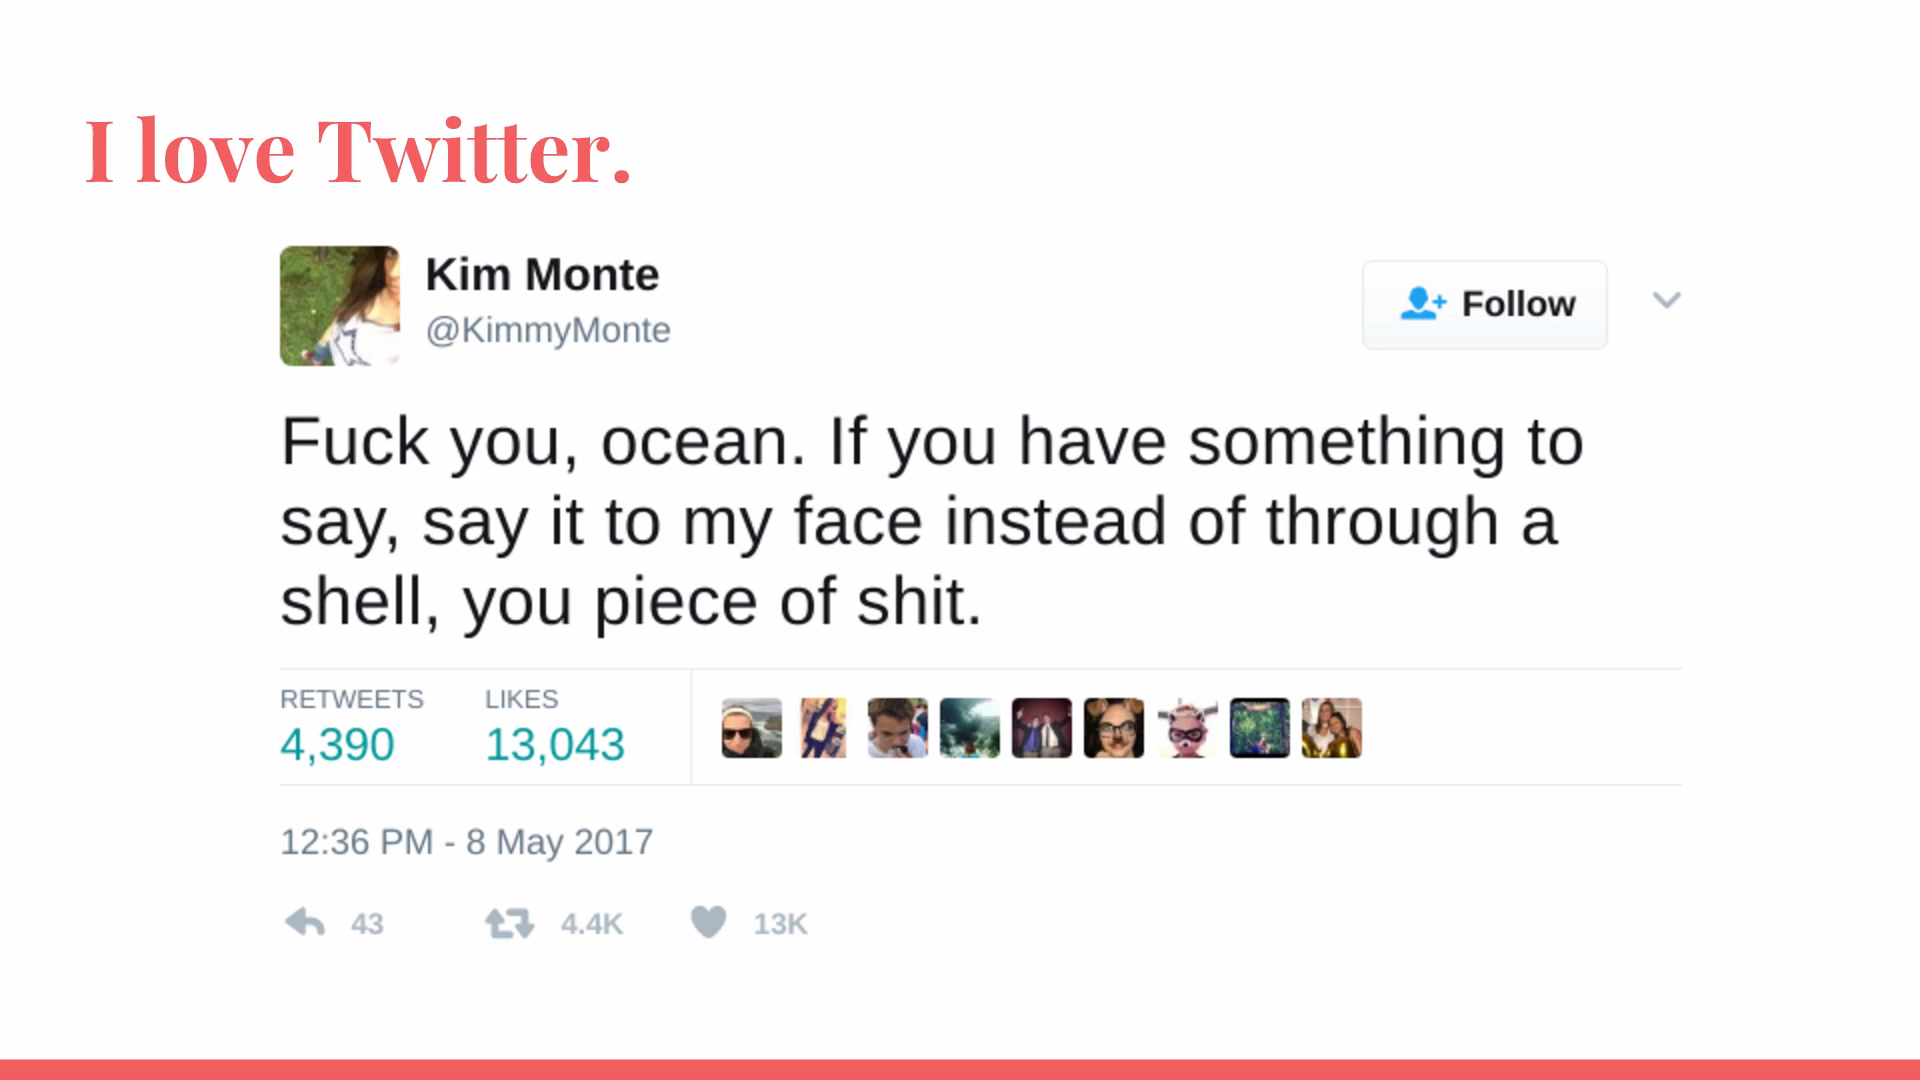 I love Twitter.
Kim Monte
@KimmyMonte
Follow
Fuck you, ocean. If you have something to
say, say it to my face instead of through a
shell, you piece of shit.
RETWEETS LIKES
4,390 13,043
12:36 PM - 8 May 2017
43 4.4K 13K